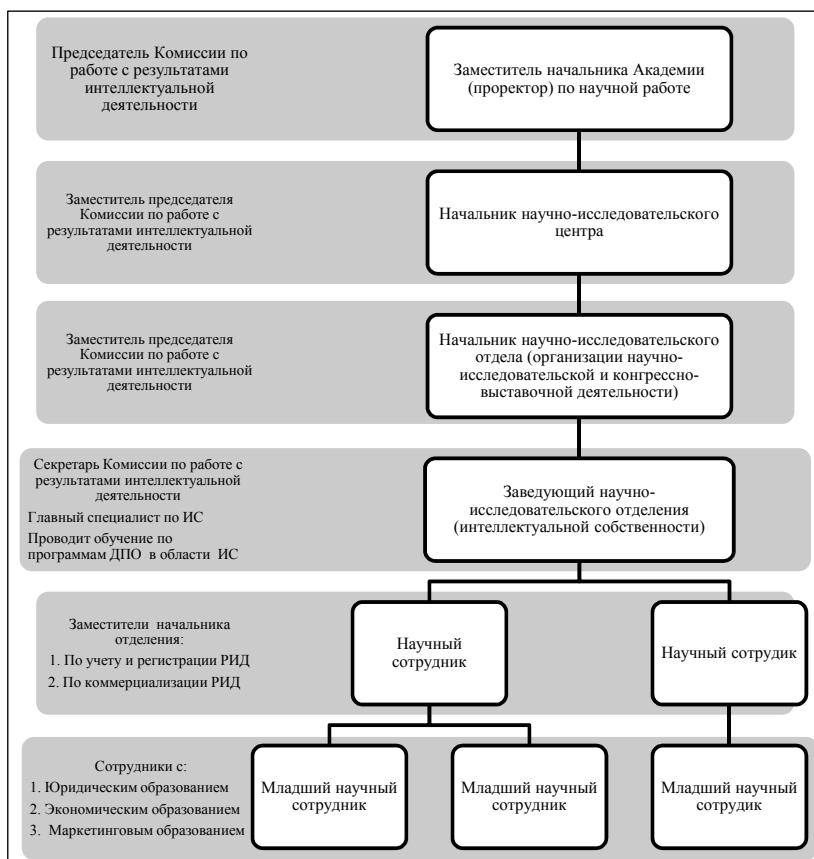 Председатель Комиссии по
работе с результатами
интеллектуальной
деятельности
Заместитель начальника Академии
(проректор) по научной работе
Заместитель председателя
Комиссии по работе с
результатами интеллектуальной
деятельности
Начальник научно-исследовательского
центра
Заместитель председателя
Комиссии по работе с
результатами интеллектуальной
деятельности
Начальник научно-исследовательского
отдела (организации научно-
исследовательской и конгрессно-
выставочной деятельности)
Секретарь Комиссии по работе с
результатами интеллектуальной
деятельности
Главный специалист по ИС
Проводит обучение по
программам ДПО в области ИС
Заведующий научно-
исследовательского отделения
(интеллектуальной собственности)
Заместители начальника
отделения:
1. По учету и регистрации РИД
2. По коммерциализации РИД
Научный
сотрудник
Научный сотрудик
Сотрудники с:
1. Юридическим образованием
2. Экономическим образованием
3. Маркетинговым образованием
Младший научный
сотрудник
Младший научный
сотрудник
Младший научный
сотрудик